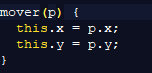 mover(p) {
  this.x = p.x;
  this.y = p.y;
}